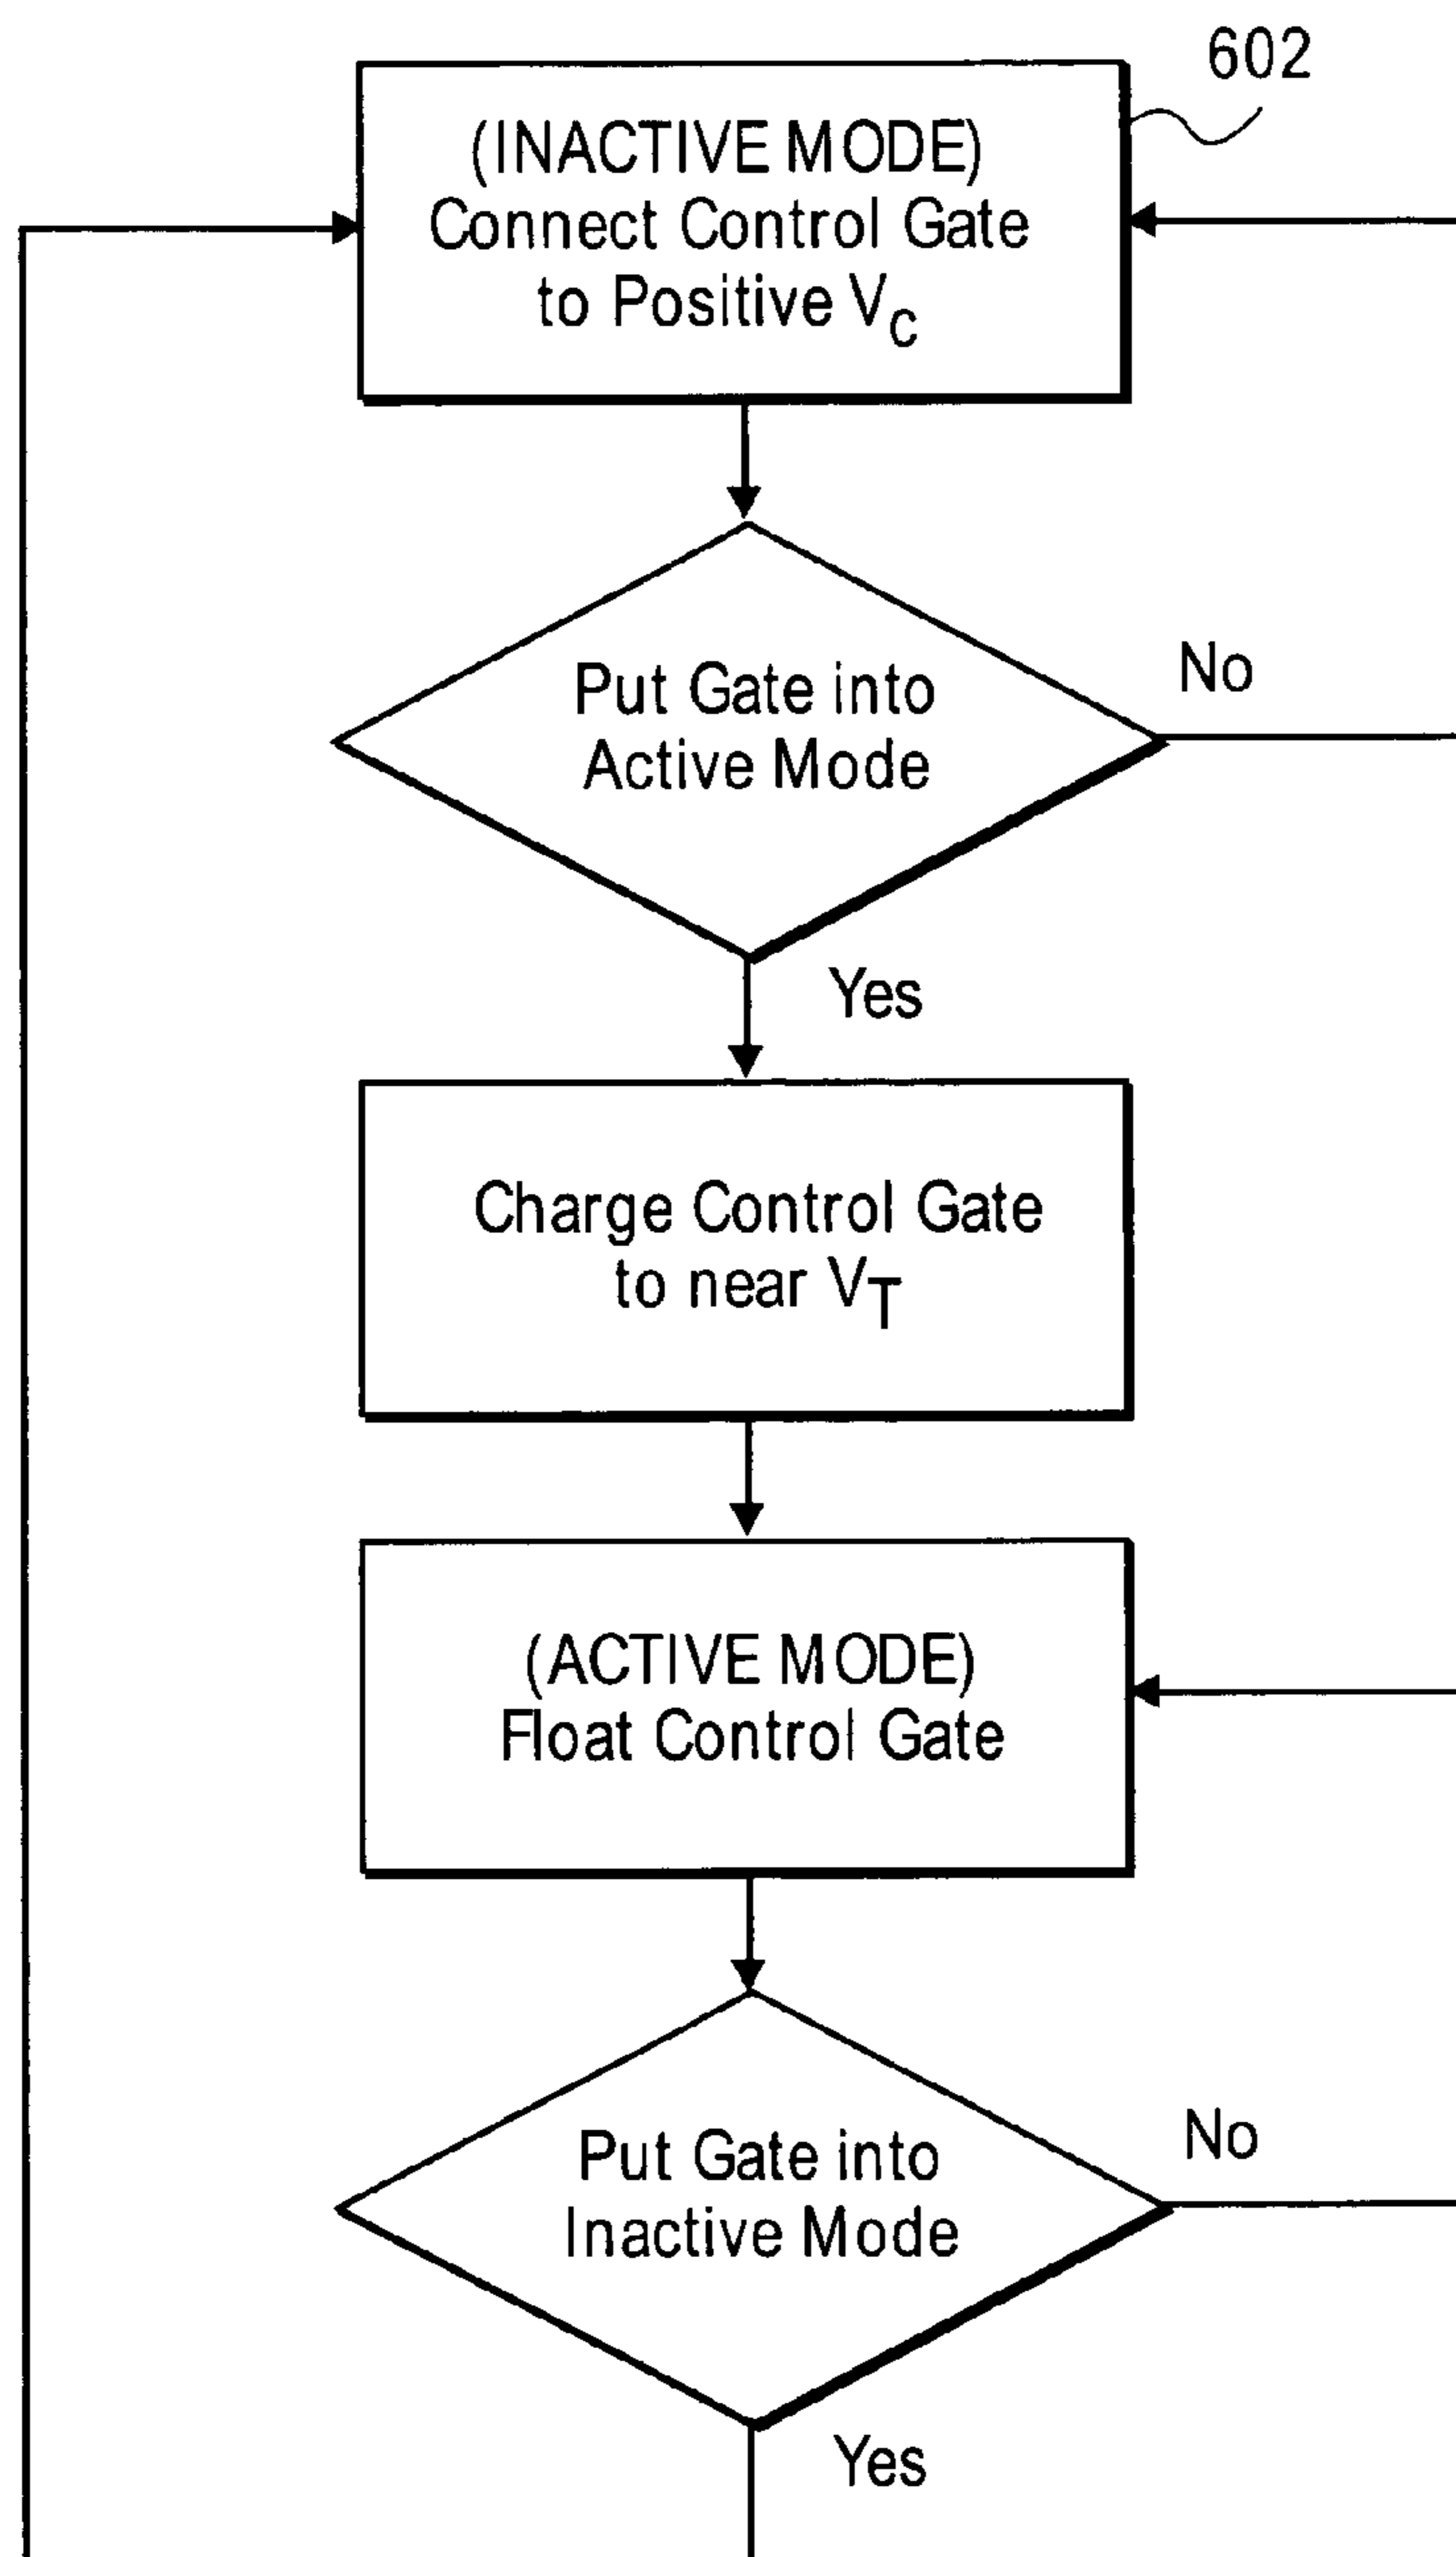 602
(INACTIVE MODE)
Connect Control Gate
to Positive V_C
Put Gate into
Active Mode
No
Yes
Charge Control Gate
to near V_T
(ACTIVE MODE)
Float Control Gate
Put Gate into
Inactive Mode
No
Yes